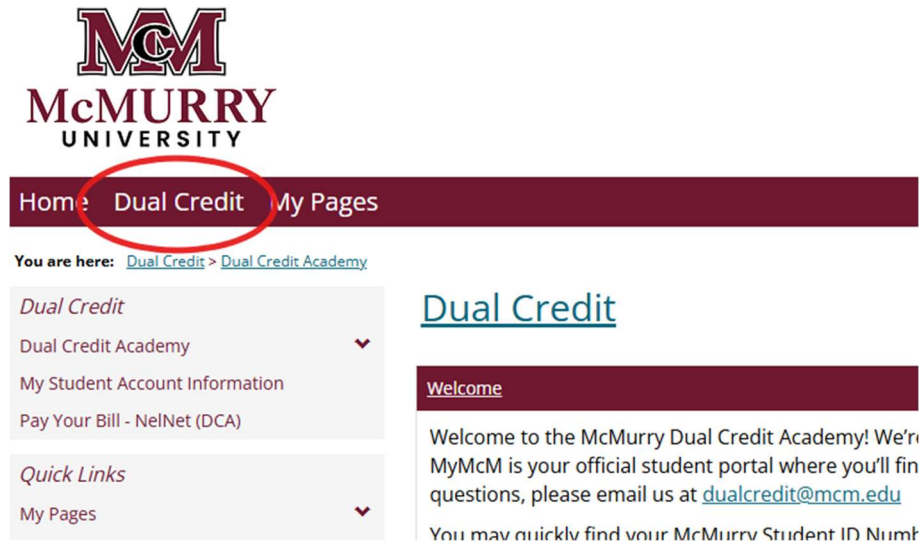 McM
McMURRY
UNIVERSITY
Home Dual Credit My Pages
You are here: Dual Credit > Dual Credit Academy
Dual Credit
Dual Credit Academy
My Student Account Information
Pay Your Bill - NelNet (DCA)
Quick Links
My Pages
Dual Credit
Welcome
Welcome to the McMurry Dual Credit Academy! We're
MyMcM is your official student portal where you'll fin
questions, please email us at dualcredit@mcm.edu
You may quickly find your McMurry Student ID Numb